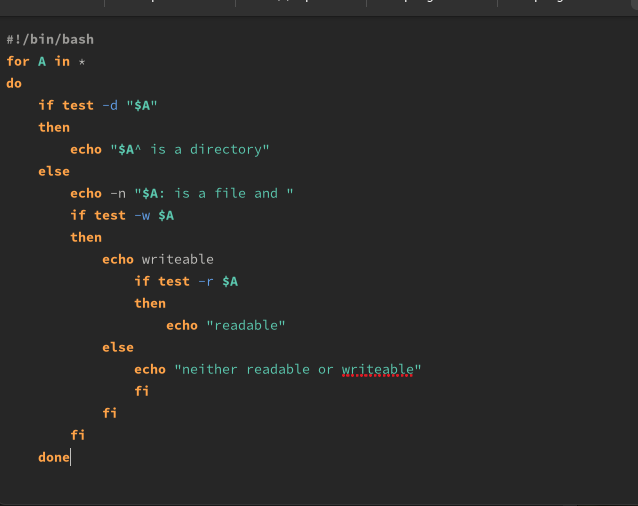 #!/bin/bash
for A in *
do
if test -d "$A"
then
echo "$A^ is a directory"
else
echo -n "$A: is a file and "
if test -w $A
then
echo writeable
if test -r $A
then
echo "readable"
else
echo "neither readable or writeable"
fi
fi
fi
done